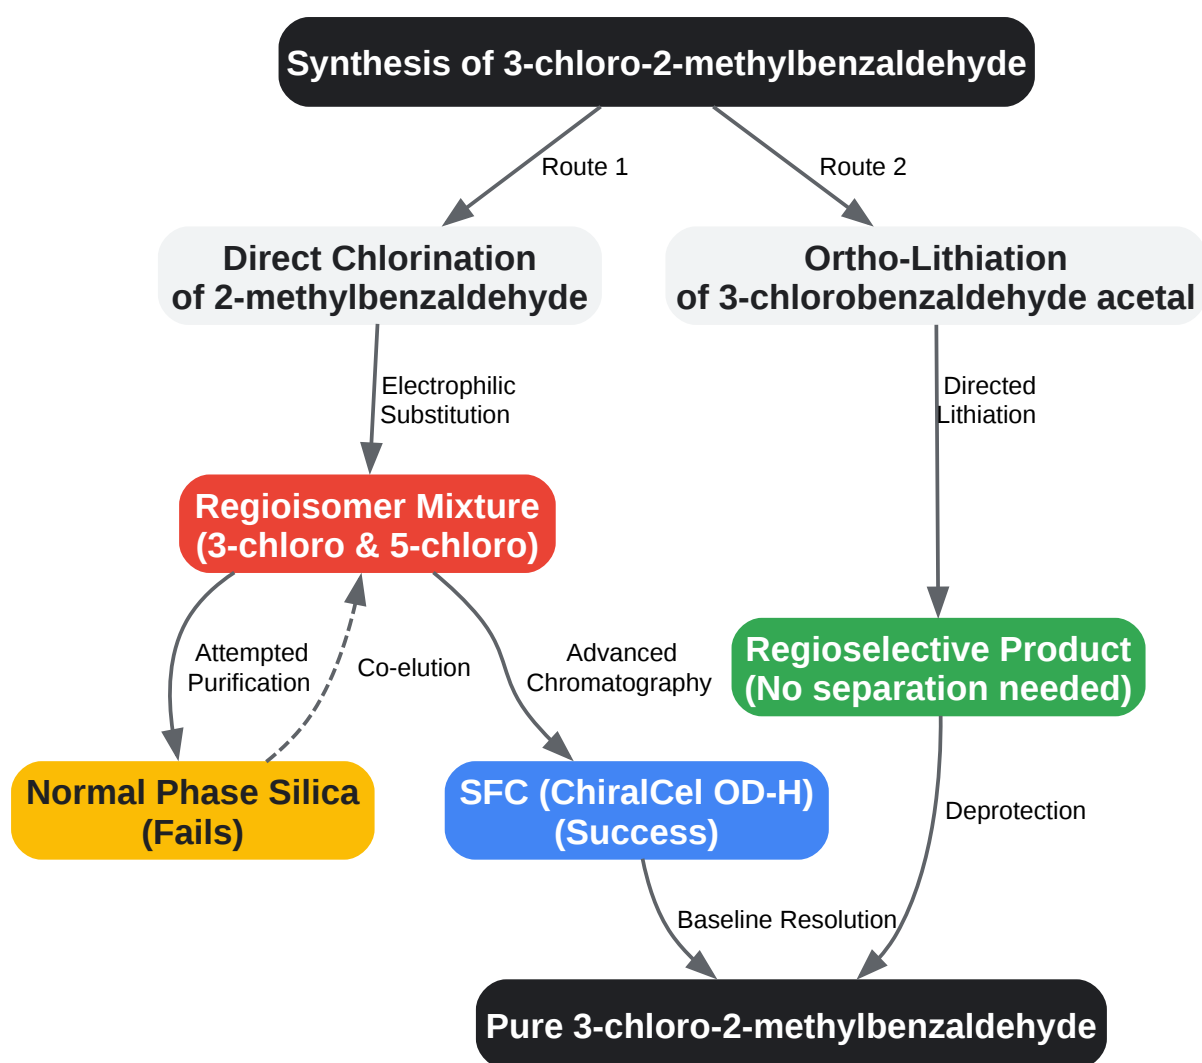 Synthesis of 3-chloro-2-methylbenzaldehyde
Route 1
Route 2
Direct Chlorination
of 2-methylbenzaldehyde
Ortho-Lithiation
of 3-chlorobenzaldehyde acetal
Electrophilic
Substitution
Directed
Lithiation
Regioisomer Mixture
(3-chloro & 5-chloro)
Attempted
Purification
Co-elution
Advanced
Chromatography
Regioselective Product
(No separation needed)
Normal Phase Silica
(Fails)
SFC (ChiralCel OD-H)
(Success)
Deprotection
Baseline Resolution
Pure 3-chloro-2-methylbenzaldehyde